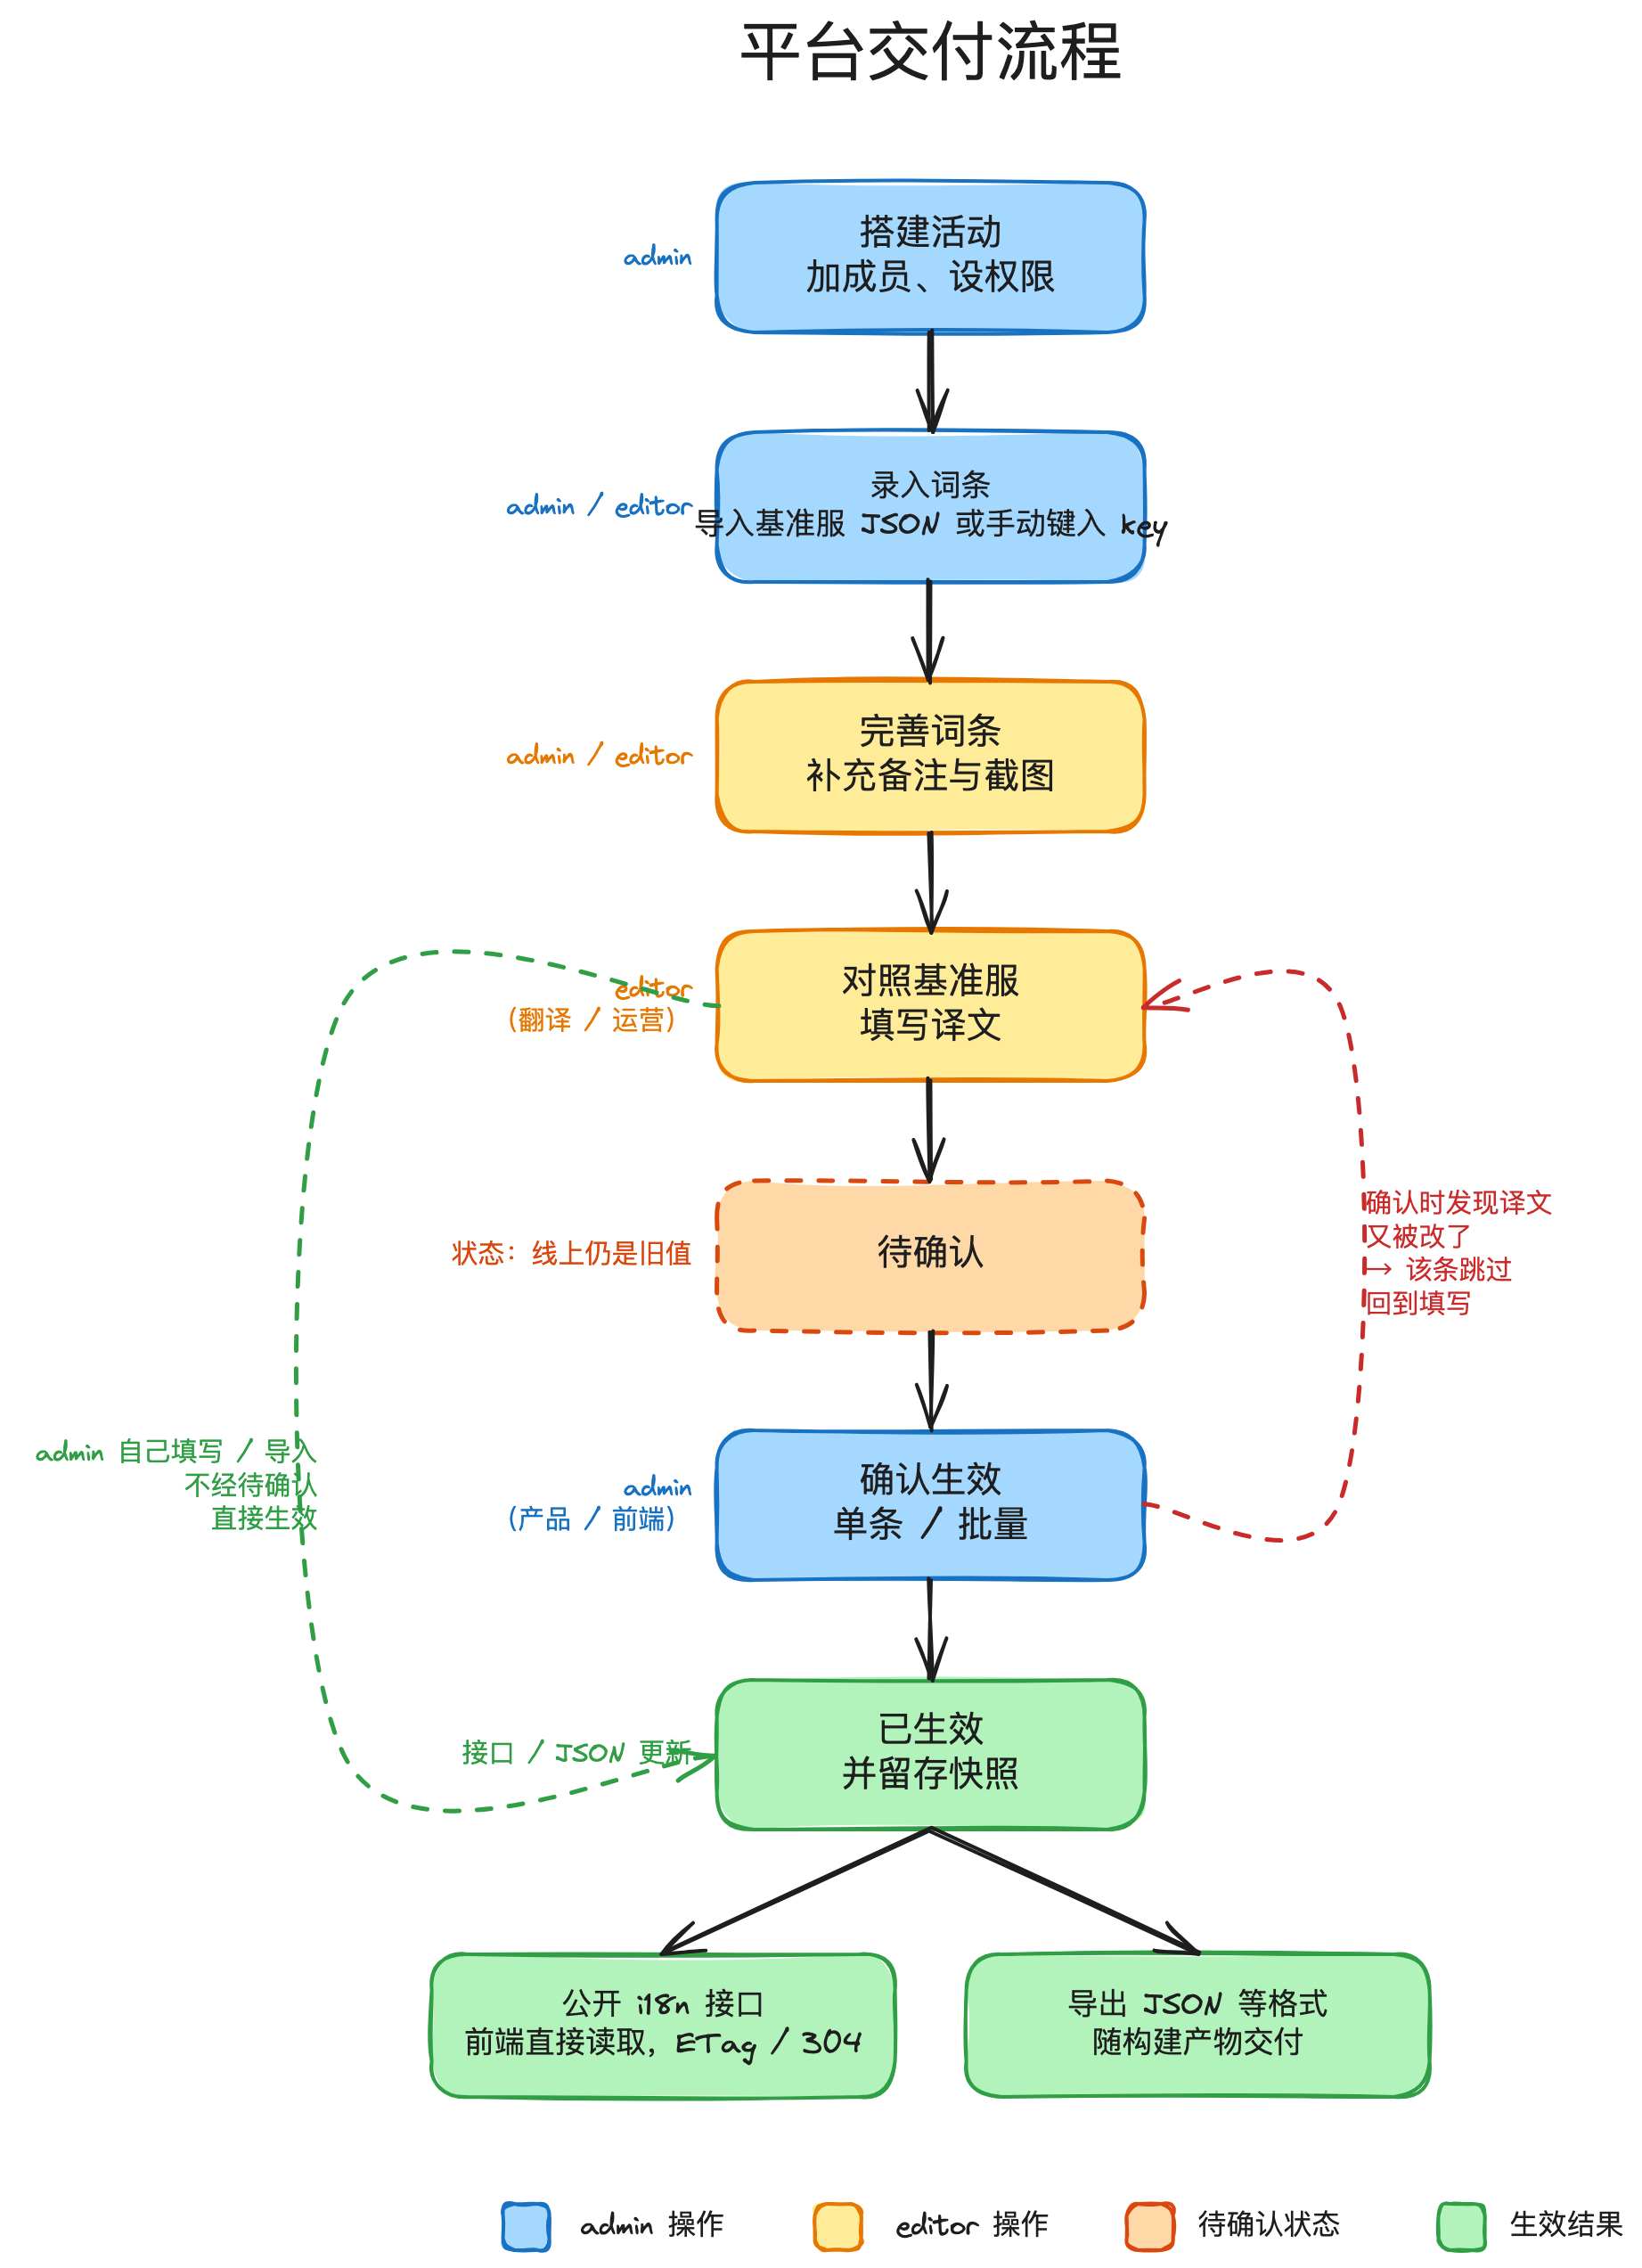 平台交付流程
admin
搭建活动
加成员、设权限
admin / editor
录入词条
导入基准服 JSON 或手动键入 key
admin / editor
完善词条
补充备注与截图
editor
(翻译 / 运营)
对照基准服
填写译文
状态：线上仍是旧值
待确认
确认时发现译文
又被改了
→ 该条跳过
回到填写
admin 自己填写 / 导入
不经待确认
直接生效
admin
(产品 / 前端)
确认生效
单条 / 批量
接口 / JSON 更新
已生效
并留存快照
公开 i18n 接口
前端直接读取，ETag / 304
导出 JSON 等格式
随构建产物交付
admin 操作
editor 操作
待确认状态
生效结果